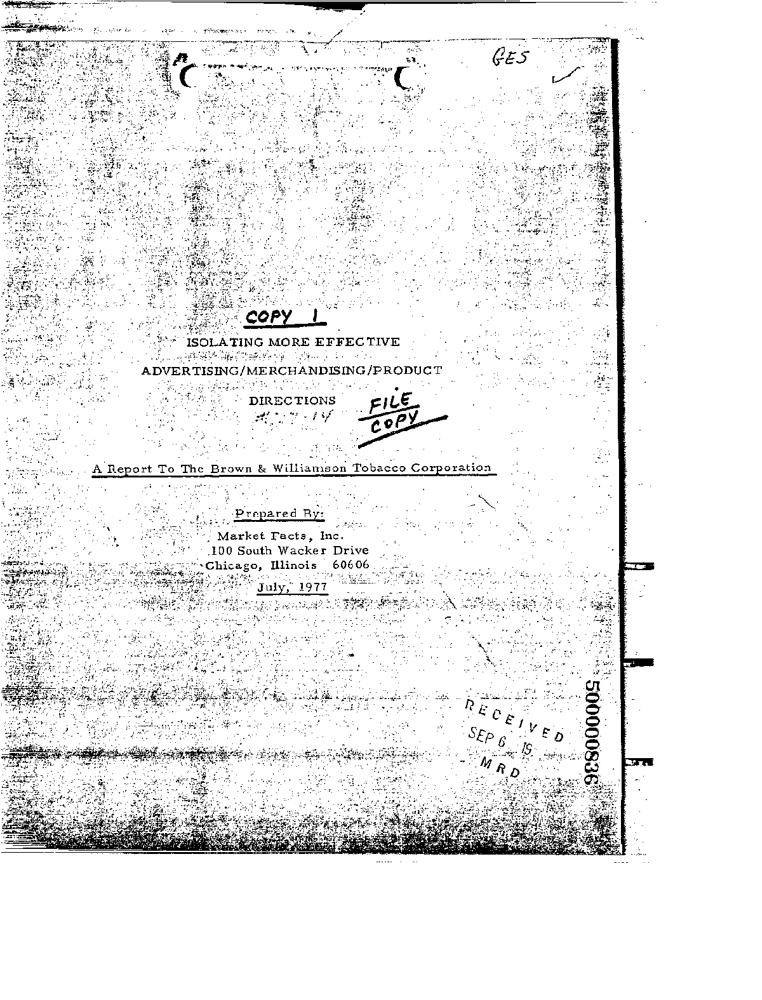 GES
COPY 1
ISOLATING MORE EFFECTIVE
ADVERTISING/MERCHANDISING/PRODUCT
DIRECTIONS
FILE
COPY
A Report To The Brown & Williamson Tobacco Corporation
Prepared By:
Market Facts, Inc.
100 South Wacker Drive
Chicago, Illinois 60606
July, 1977
RECEIVED
SEP 6 19
MRD
500000836